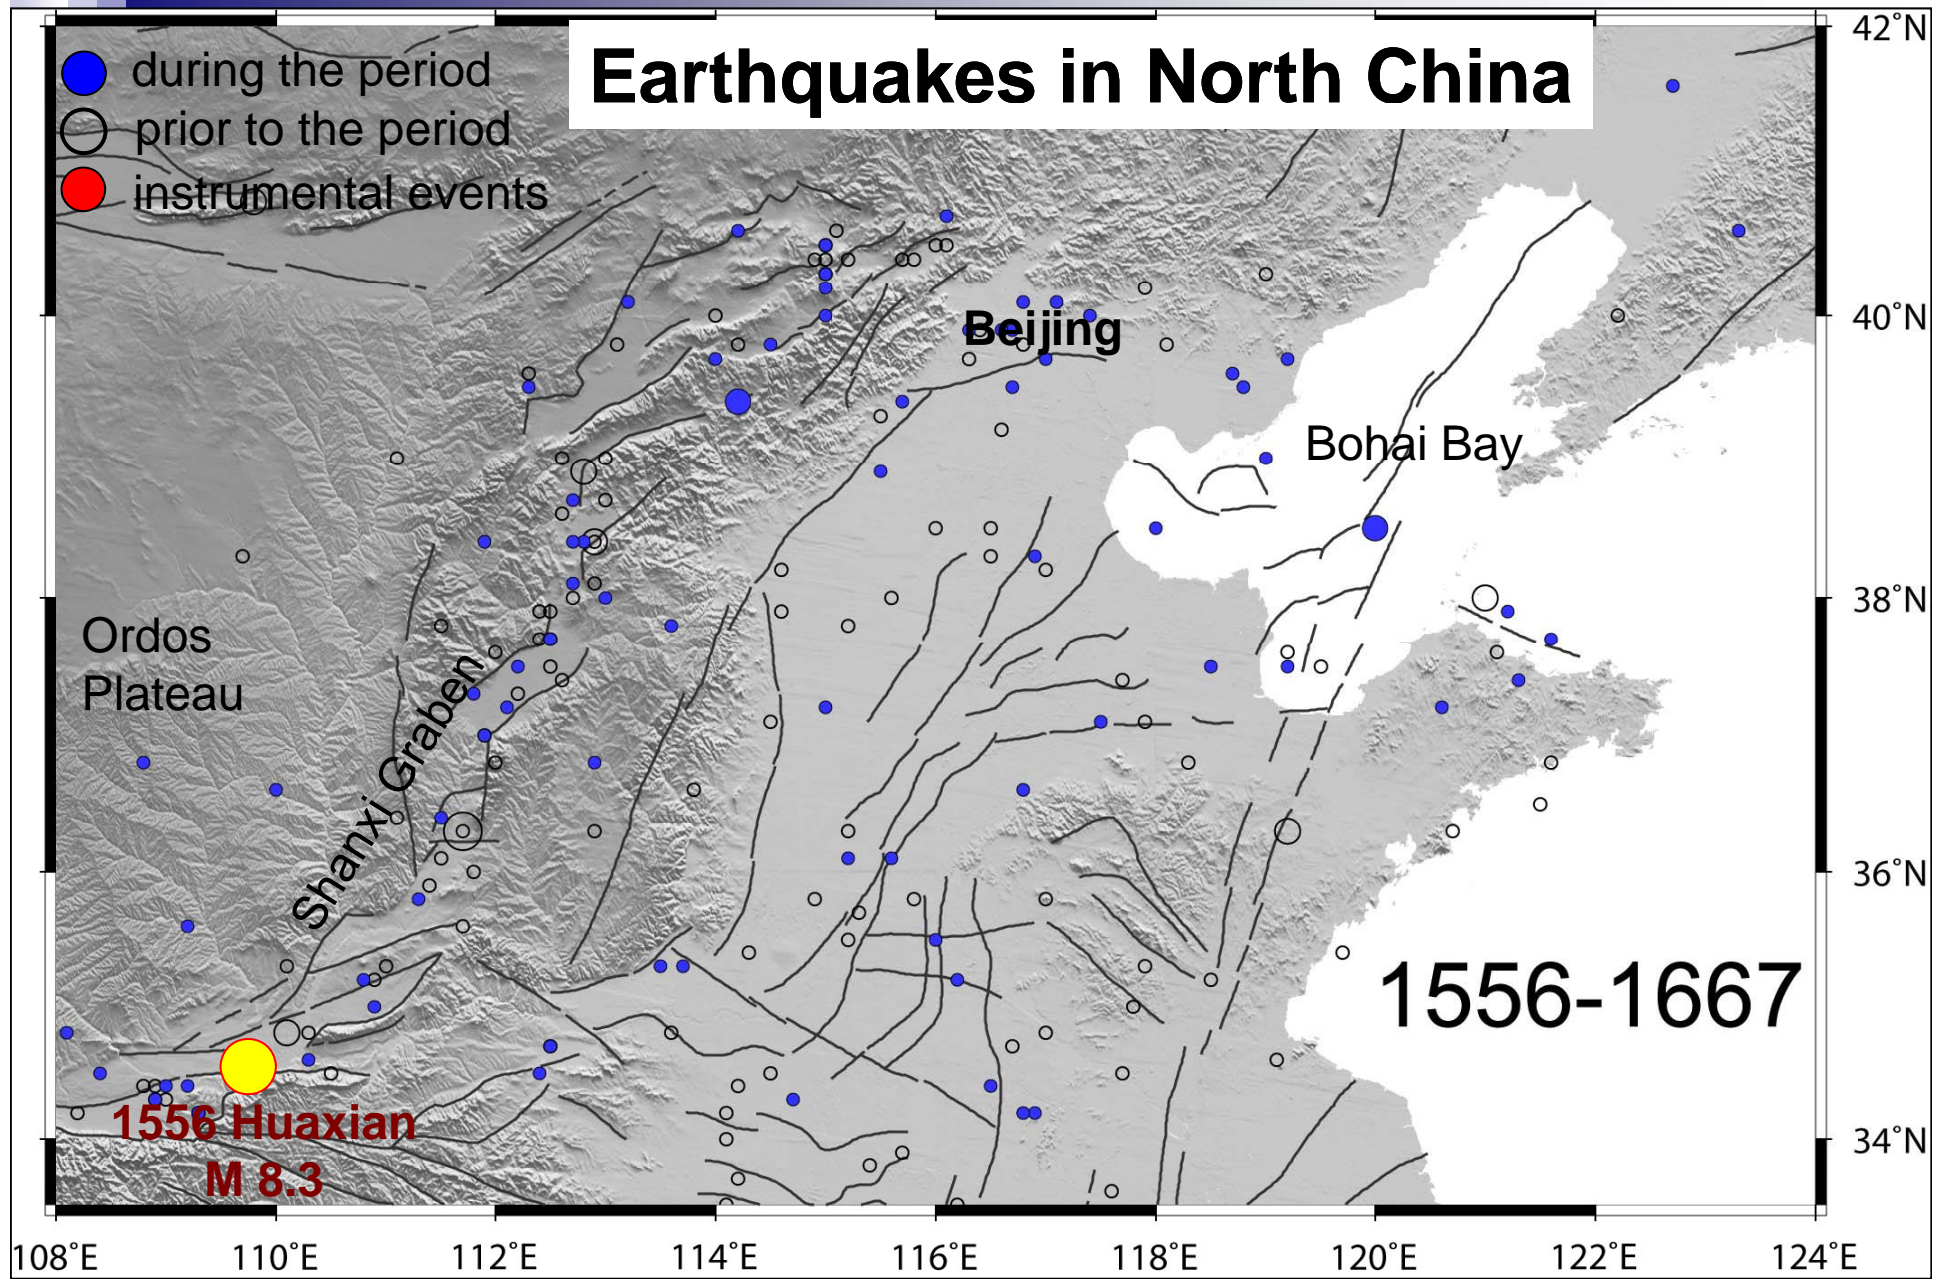 Earthquakes in North China
during the period
prior to the period
instrumental events
Beijing
Bohai Bay
Ordos
Plateau
Shanxi Graben
1556-1667
1556 Huaxian
M 8.3
42°N
40°N
38°N
36°N
34°N
108°E 110°E 112°E 114°E 116°E 118°E 120°E 122°E 124°E